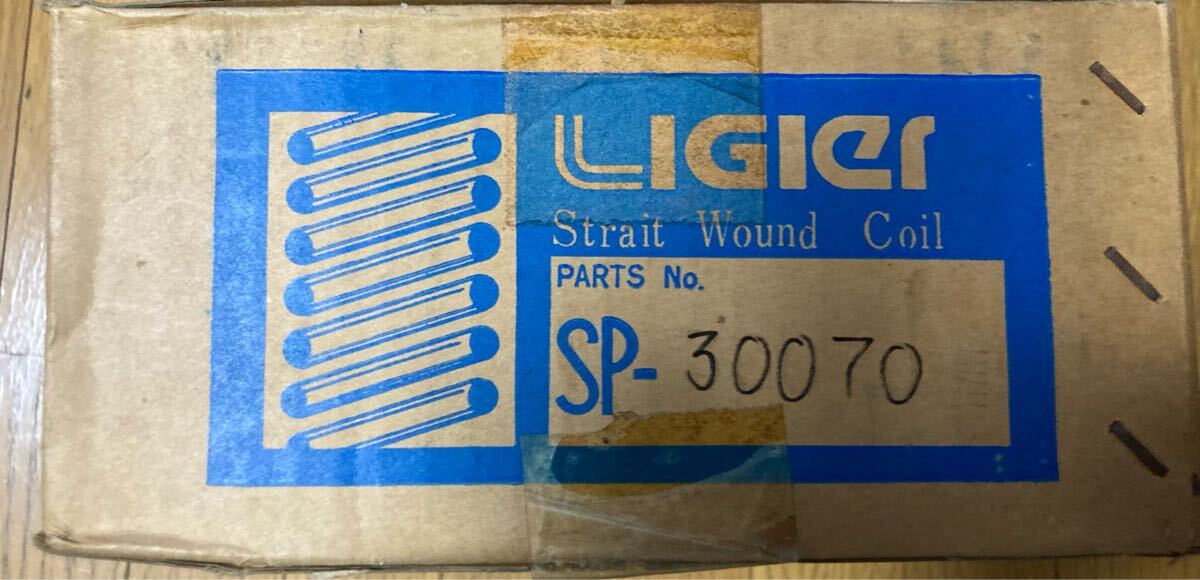 LIGIER
Strait Wound Coil
PARTS No.
SP-30070